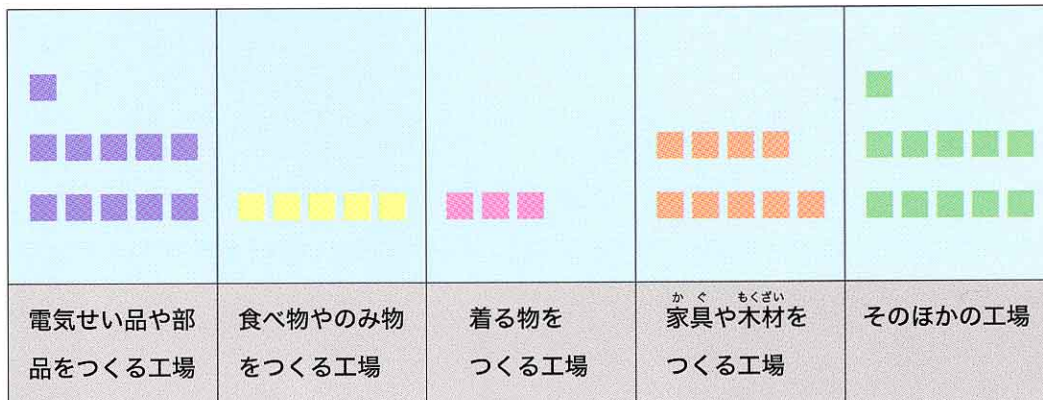 電気せい品や部
品をつくる工場
食べ物やのみ物
をつくる工場
着る物を
つくる工場
かぐ もくざい
家具や木材を
つくる工場
そのほかの工場